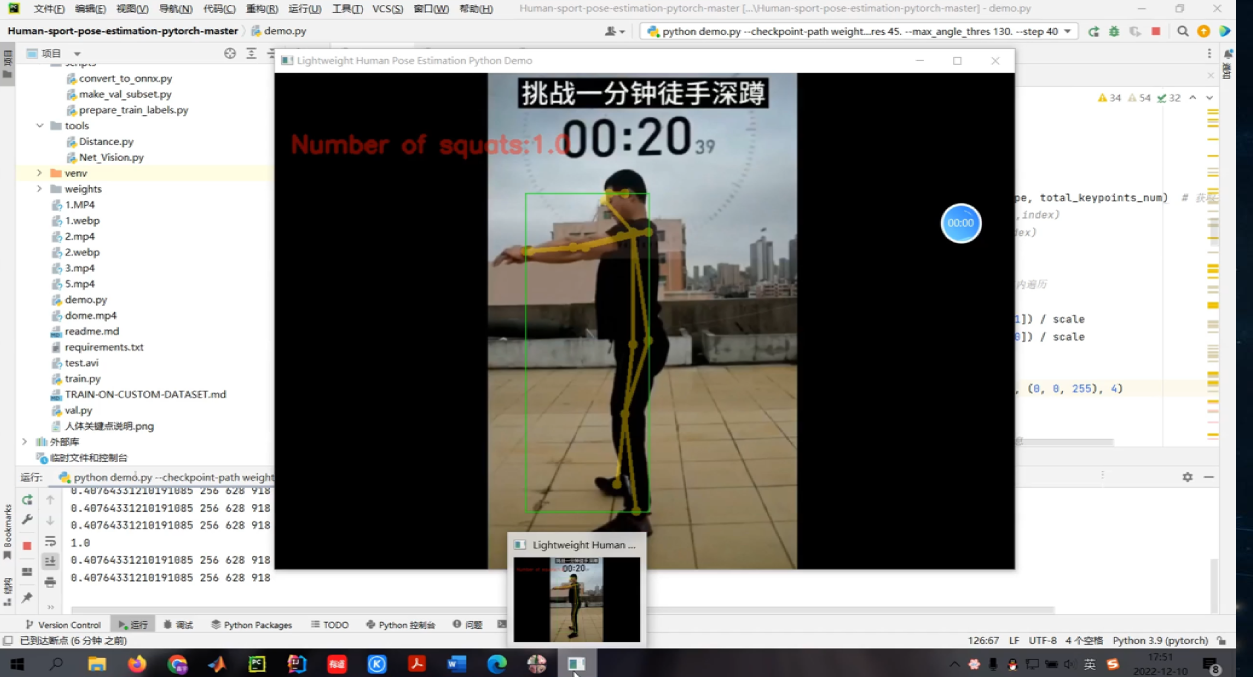 文件(F) 编辑(E) 视图(V) 导航(N) 代码(C) 重构(R) 运行(U) 工具(T) VCS(S) 窗口(W) 帮助(H) Human-sport-pose-estimation-pytorch-master [...\Human-sport-pose-estimation-pytorch-master] - demo.py
Human-sport-pose-estimation-pytorch-master demo.py
python demo.py --checkpoint-path weight...res 45. --max_angle_thres 130. --step 40
项目
34 54 32
convert_to_onnx.py
make_val_subset.py
prepare_train_labels.py
tools
Distance.py
Net_Vision.py
venv
weights
1.MP4
1.webp
2.mp4
2.webp
3.mp4
5.mp4
demo.py
dome.mp4
readme.md
requirements.txt
test.avi
train.py
TRAIN-ON-CUSTOM-DATASET.md
val.py
人体关键点说明.png
外部库
临时文件和控制台
Lightweight Human Pose Estimation Python Demo
挑战一分钟徒手深蹲
00:20 39
Number of squats:1.0
00:00
pe, total_keypoints_num) # 获取
,index)
dex)
内遍历
1]) / scale
0]) / scale
, (0, 0, 255), 4)
运行: python demo.py --checkpoint-path weight
0.40764331210191085 256 628 918
0.40764331210191085 256 628 918
0.40764331210191085 256 628 918
1.0
0.40764331210191085 256 628 918
0.40764331210191085 256 628 918
Bookmarks
结构
Lightweight Human ...
00:20
Version Control 运行 调试 Python Packages TODO Python 控制台 问题
已到达断点 (6 分钟 之前)
126:67 LF UTF-8 4 个空格 Python 3.9 (pytorch)
英
17:51
2022-12-10
8